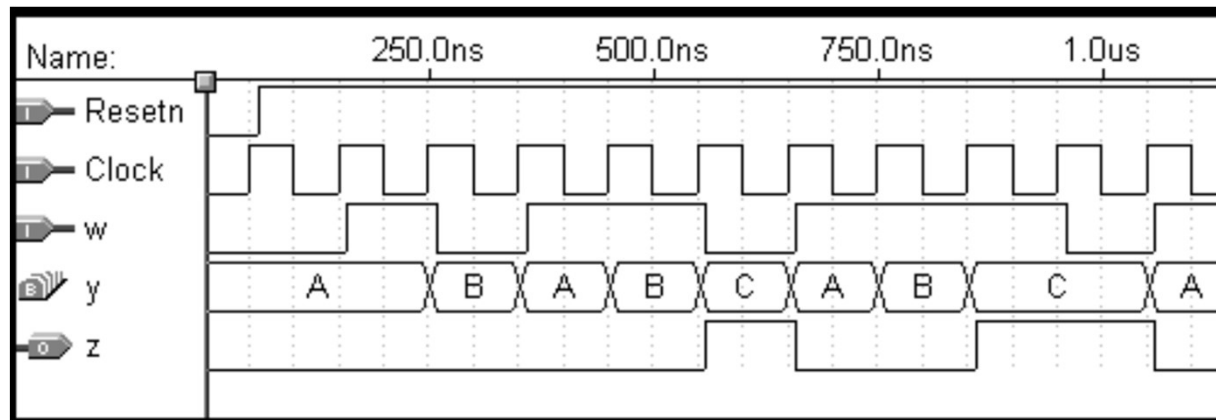 Name: 250.0ns 500.0ns 750.0ns 1.0us
I Resetn
I Clock
I w
B y A B A B C A B C A
O z